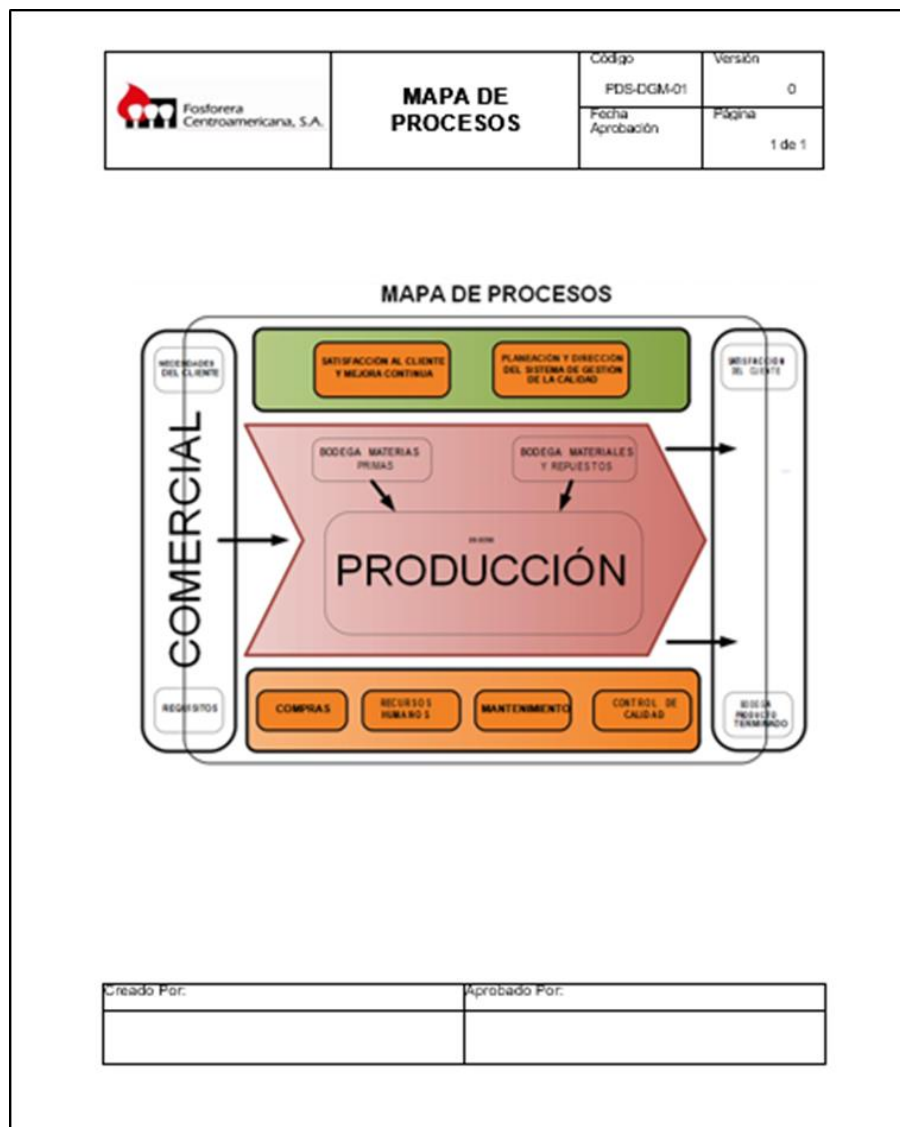 Fosforera
Centroamericana, S.A.
MAPA DE
PROCESOS
Código
PDS-DGM-01
Versión
0
Fecha
Aprobación
Página
1 de 1
MAPA DE PROCESOS
NECESIDADES
DEL CLIENTE
COMERCIAL
REQUISITOS
SATISFACCIÓN AL CLIENTE
Y MEJORA CONTINUA
PLANEACIÓN Y DIRECCIÓN
DEL SISTEMA DE GESTIÓN
DE LA CALIDAD
BODEGA MATERIAS
PRIMAS
BODEGA MATERIALES
Y REPUESTOS
PRODUCCIÓN
COMPRAS
RECURSOS
HUMANOS
MANTENIMIENTO
CONTROL DE
CALIDAD
SATISFACCION
DEL CLIENTE
BODEGA
PRODUCTO
TERMINADO
Creado Por:
Aprobado Por: